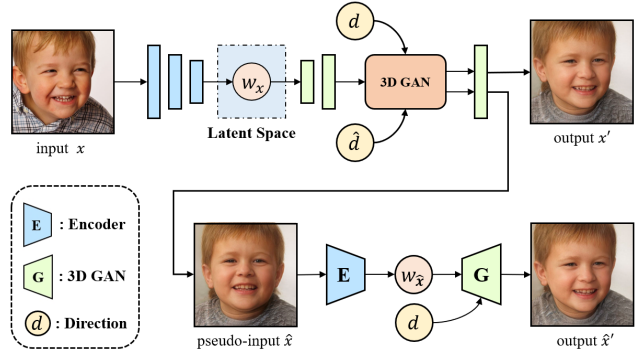 d
3D GAN
w_x
Latent Space
d̂
input x
output x′
E : Encoder
G : 3D GAN
d : Direction
E
w_x̂
G
d
pseudo-input x̂
output x̂′